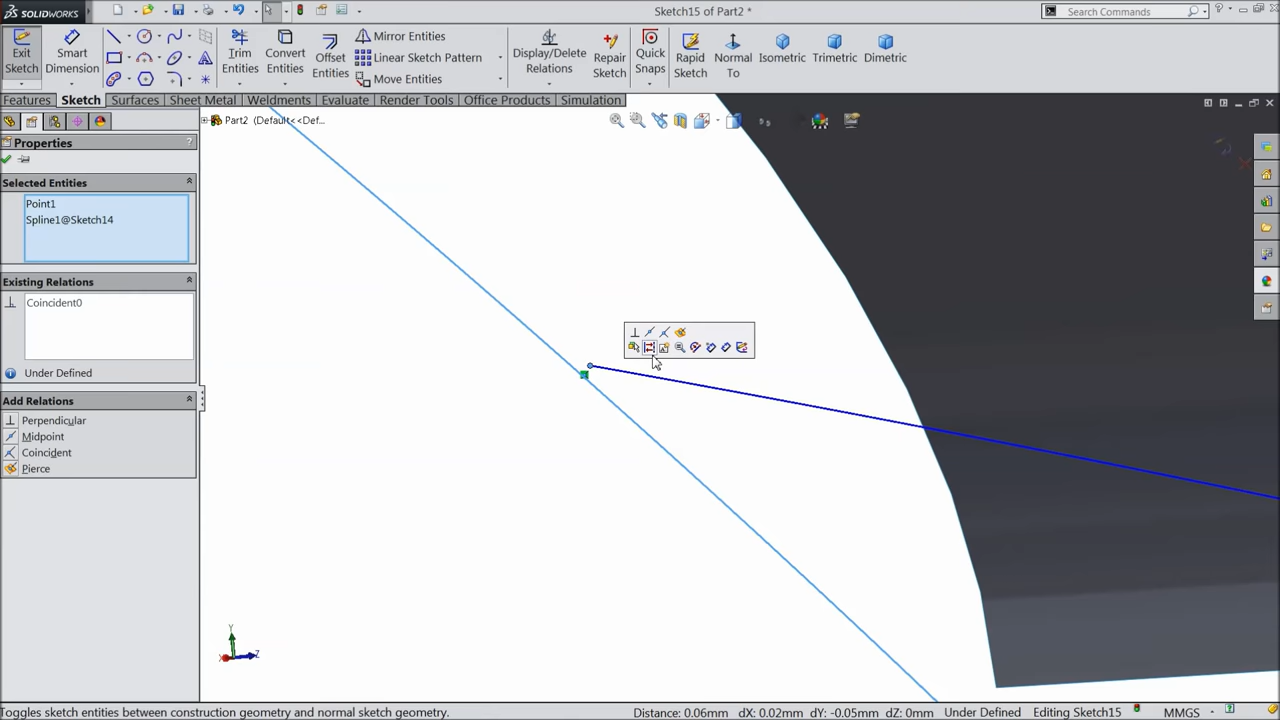 SOLIDWORKS
Sketch15 of Part2 *
Search Commands
Exit Sketch
Smart Dimension
Trim Entities
Convert Entities
Offset Entities
Mirror Entities
Linear Sketch Pattern
Move Entities
Display/Delete Relations
Repair Sketch
Quick Snaps
Rapid Sketch
Normal To
Isometric
Trimetric
Dimetric
Features
Sketch
Surfaces
Sheet Metal
Weldments
Evaluate
Render Tools
Office Products
Simulation
Part2 (Default<<Def...
Properties
?
Selected Entities
Point1
Spline1@Sketch14
Existing Relations
Coincident0
Under Defined
Add Relations
Perpendicular
Midpoint
Coincident
Pierce
Y
X
Z
Toggles sketch entities between construction geometry and normal sketch geometry.
Distance: 0.06mm dX: 0.02mm dY: -0.05mm dZ: 0mm Under Defined Editing Sketch15 MMGS